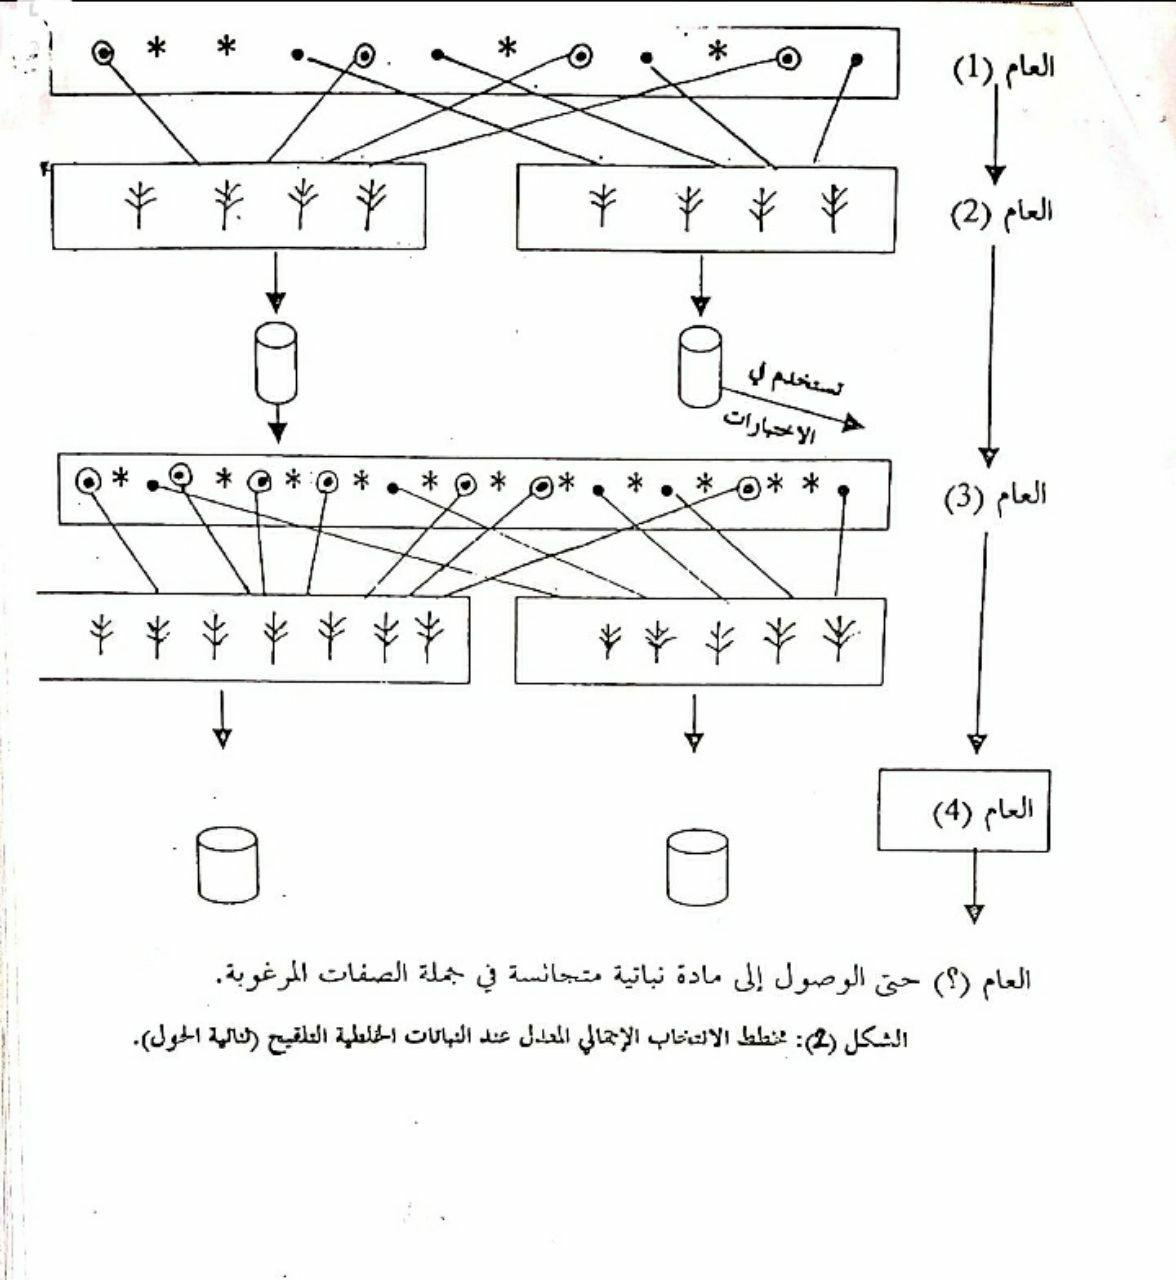 العام (1)
العام (2)
تستخدم في
الاختبارات
العام (3)
العام (4)
العام (؟) حتى الوصول إلى مادة نباتية متجانسة في جملة الصفات المرغوبة.
الشكل (2): مخطط الانتخاب الإجمالي المعدل عند النباتات الخلطية التلقيح (ثنائية الحول).